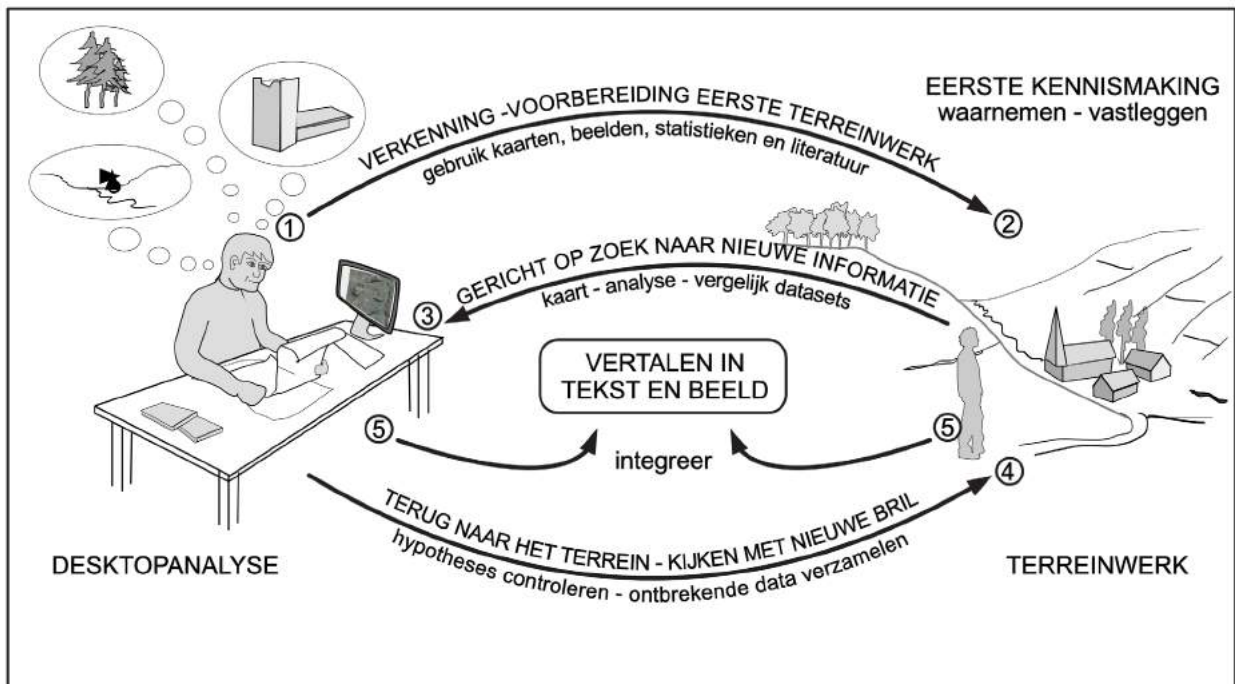 EERSTE KENNISMAKING
waarnemen - vastleggen
VERKENNING -VOORBEREIDING EERSTE TERREINWERK
gebruik kaarten, beelden, statistieken en literatuur
①
②
GERICHT OP ZOEK NAAR NIEUWE INFORMATIE
kaart - analyse - vergelijk datasets
③
VERTALEN IN
TEKST EN BEELD
⑤
⑤
integreer
④
TERUG NAAR HET TERREIN - KIJKEN MET NIEUWE BRIL
hypotheses controleren - ontbrekende data verzamelen
DESKTOPANALYSE
TERREINWERK